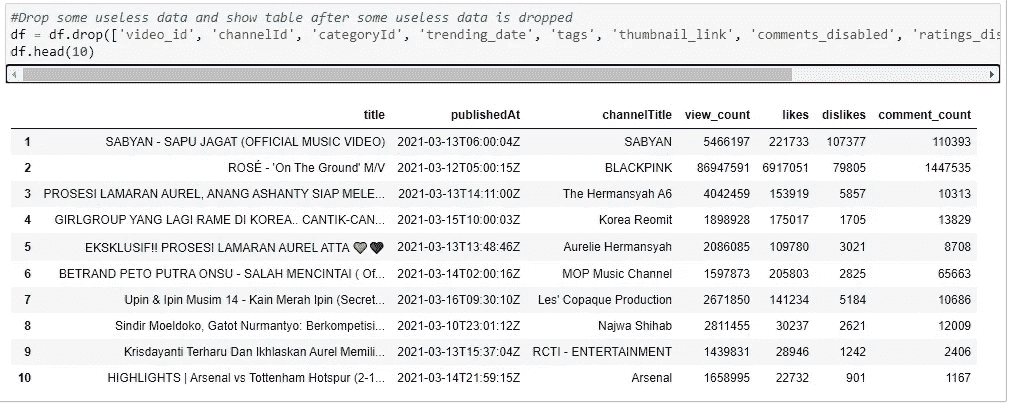 #Drop some useless data and show table after some useless data is dropped
df = df.drop(['video_id', 'channelId', 'categoryId', 'trending_date', 'tags', 'thumbnail_link', 'comments_disabled', 'ratings_dis
df.head(10)
title publishedAt channelTitle view_count likes dislikes comment_count
1 SABYAN - SAPU JAGAT (OFFICIAL MUSIC VIDEO) 2021-03-13T06:00:04Z SABYAN 5466197 221733 107377 110393
2 ROSÉ - 'On The Ground' M/V 2021-03-12T05:00:15Z BLACKPINK 86947591 6917051 79805 1447535
3 PROSESI LAMARAN AUREL, ANANG ASHANTY SIAP MELE... 2021-03-13T14:11:00Z The Hermansyah A6 4042459 153919 5857 10313
4 GIRLGROUP YANG LAGI RAME DI KOREA.. CANTIK-CAN... 2021-03-15T10:00:03Z Korea Reomit 1898928 175017 1705 13829
5 EKSKLUSIF!! PROSESI LAMARAN AUREL ATTA 🤍🖤 2021-03-13T13:48:46Z Aurelie Hermansyah 2086085 109780 3021 8708
6 BETRAND PETO PUTRA ONSU - SALAH MENCINTAI ( Of... 2021-03-14T02:00:16Z MOP Music Channel 1597873 205803 2825 65663
7 Upin & Ipin Musim 14 - Kain Merah Ipin (Secret... 2021-03-16T09:30:10Z Les' Copaque Production 2671850 141234 5184 10686
8 Sindir Moeldoko, Gatot Nurmantyo: Berkompetisi... 2021-03-10T23:01:12Z Najwa Shihab 2811455 30237 2621 12009
9 Krisdayanti Terharu Dan Ikhlaskan Aurel Memili... 2021-03-13T15:37:04Z RCTI - ENTERTAINMENT 1439831 28946 1242 2406
10 HIGHLIGHTS | Arsenal vs Tottenham Hotspur (2-1... 2021-03-14T21:59:15Z Arsenal 1658995 22732 901 1167